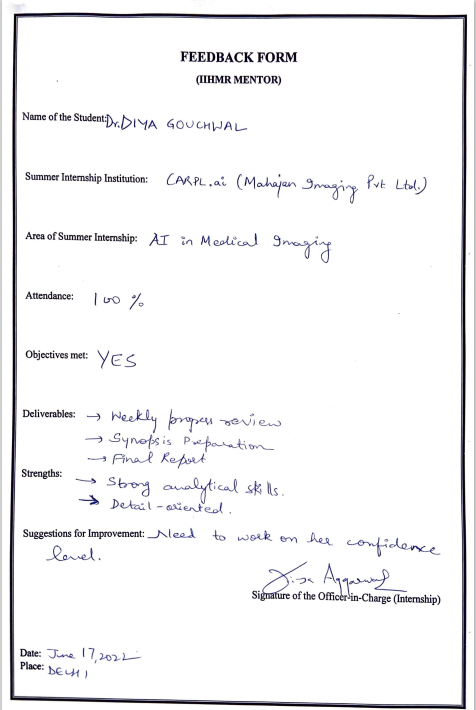 FEEDBACK FORM
(IIHMR MENTOR)
Name of the Student: Dr. DIYA GOUCHWAL
Summer Internship Institution: CARPL.ai (Mahajan Imaging Pvt Ltd.)
Area of Summer Internship: AI in Medical Imaging
Attendance: 100 %
Objectives met: YES
Deliverables: → Weekly progress review
→ Synopsis Preparation
→ Final Report
Strengths: → Strong analytical skills.
→ Detail-oriented.
Suggestions for Improvement: Need to work on her confidence
level.
Aggarwal
Signature of the Officer-in-Charge (Internship)
Date: June 17, 2022
Place: DELHI